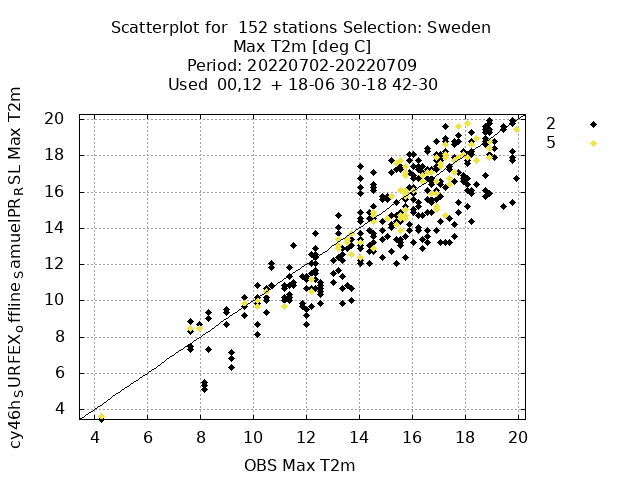 Scatterplot for  152 stations Selection: Sweden
Max T2m [deg C]
Period: 20220702-20220709
Used  00,12  + 18-06 30-18 42-30
2
5
cy46h_sURFEX_offline_samuelPR_RSL Max T2m
20
18
16
14
12
10
8
6
4
4 6 8 10 12 14 16 18 20
OBS Max T2m